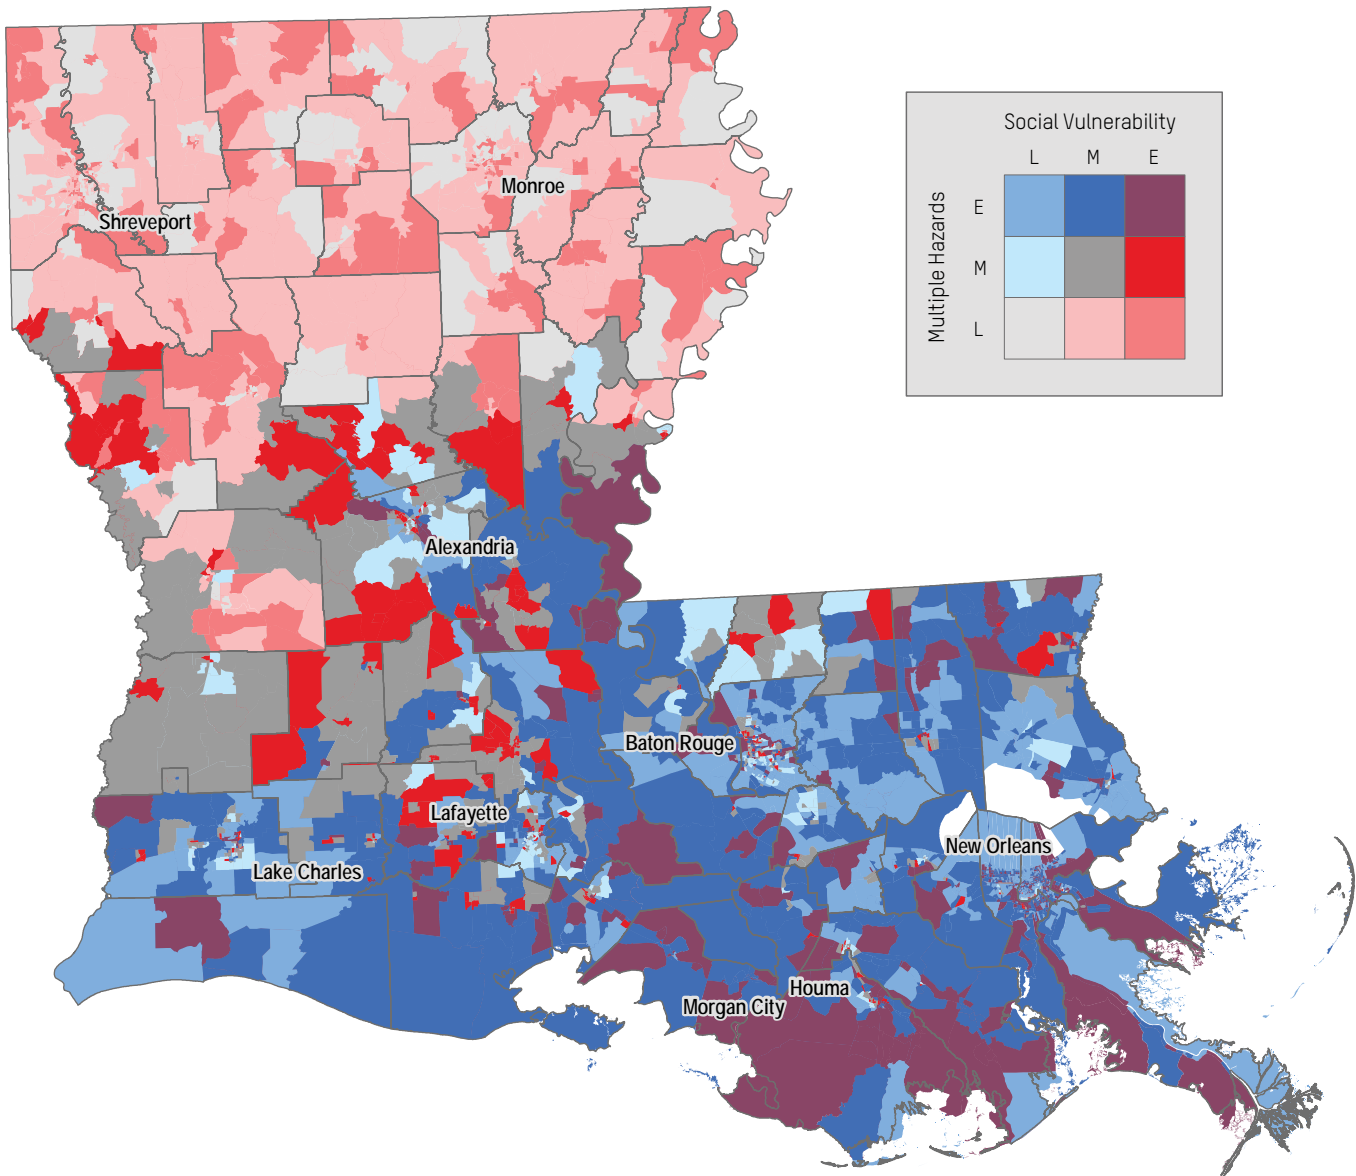 Social Vulnerability
L M E
Multiple Hazards
E
M
L
Monroe
Shreveport
Alexandria
Baton Rouge
Lafayette
New Orleans
Lake Charles
Houma
Morgan City